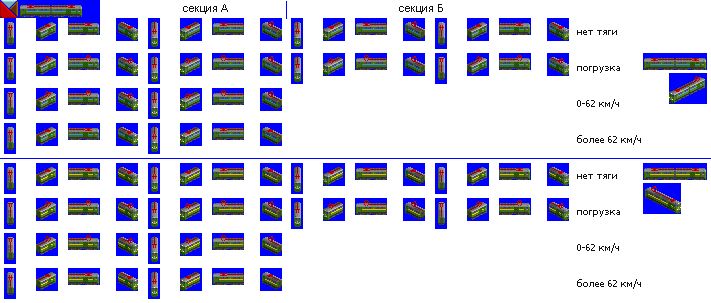 секция А секция Б
нет тяги
погрузка
0-62 км/ч
более 62 км/ч
нет тяги
погрузка
0-62 км/ч
более 62 км/ч